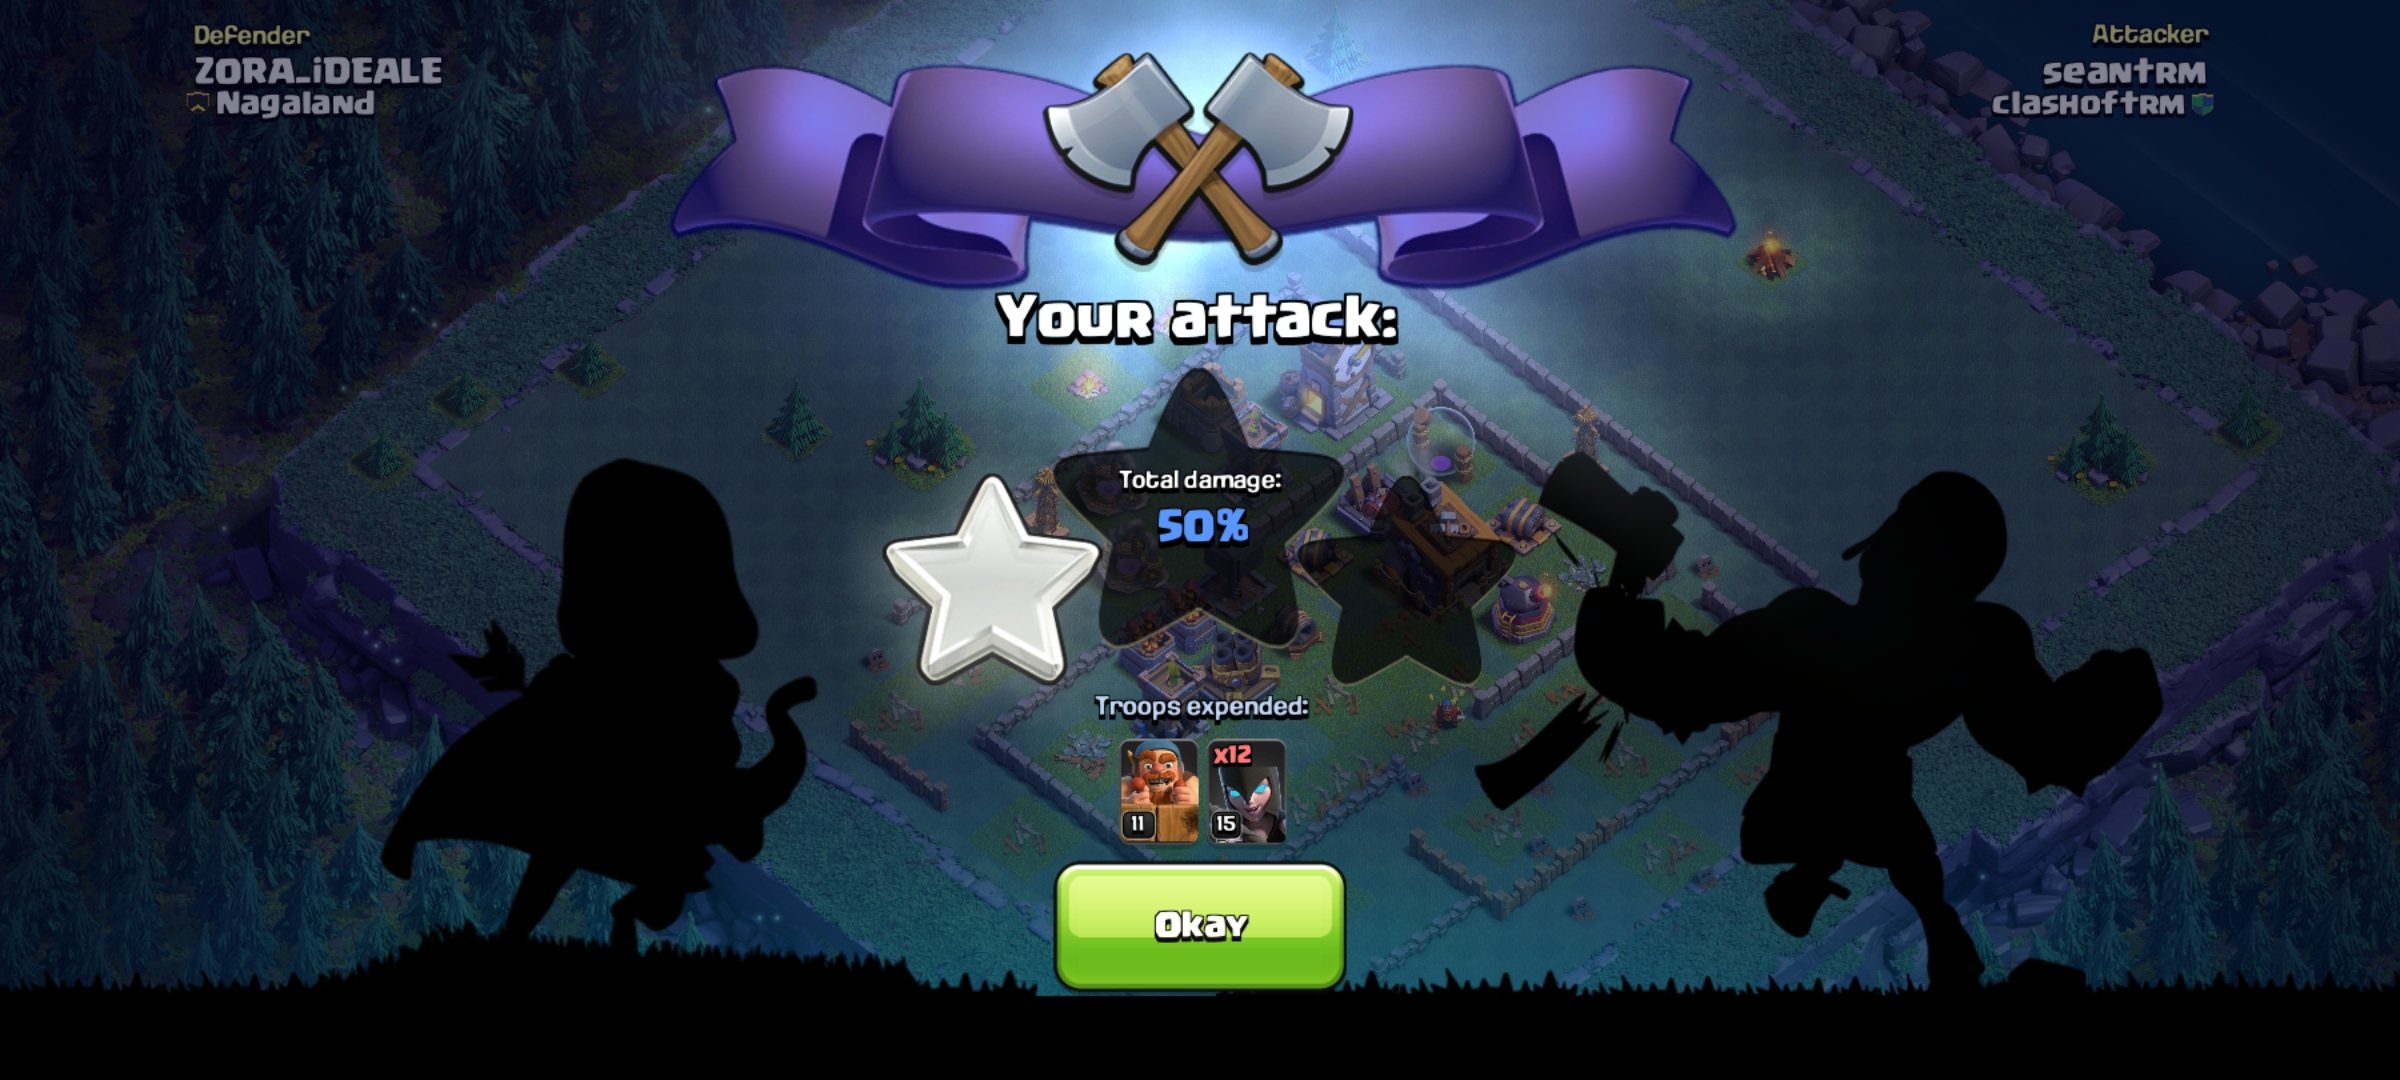 Defender
ZORA_iDEALE
Nagaland
Attacker
seantRM
clashoftRM
Your attack:
Total damage:
50%
Troops expended:
x12
11
15
Okay